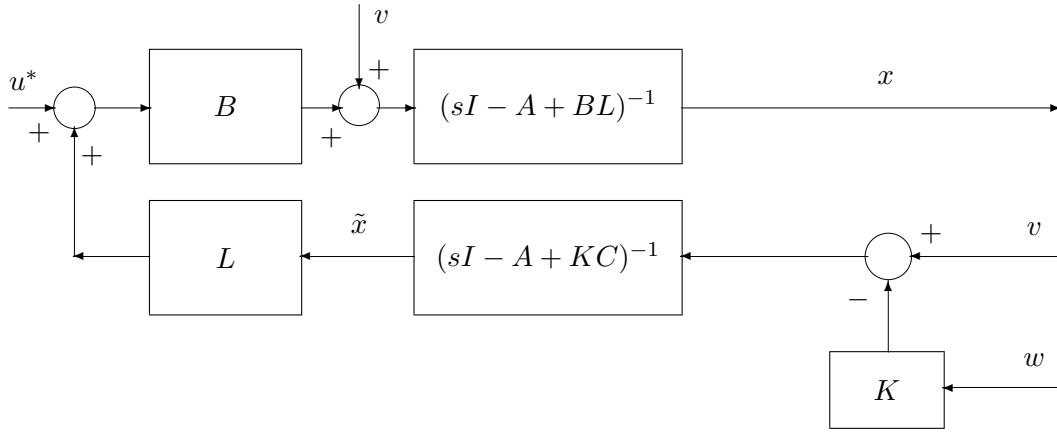 v
u*
+
+
+
+
B
(sI − A + BL)⁻¹
x
L
x̃
(sI − A + KC)⁻¹
+
v
−
K
w